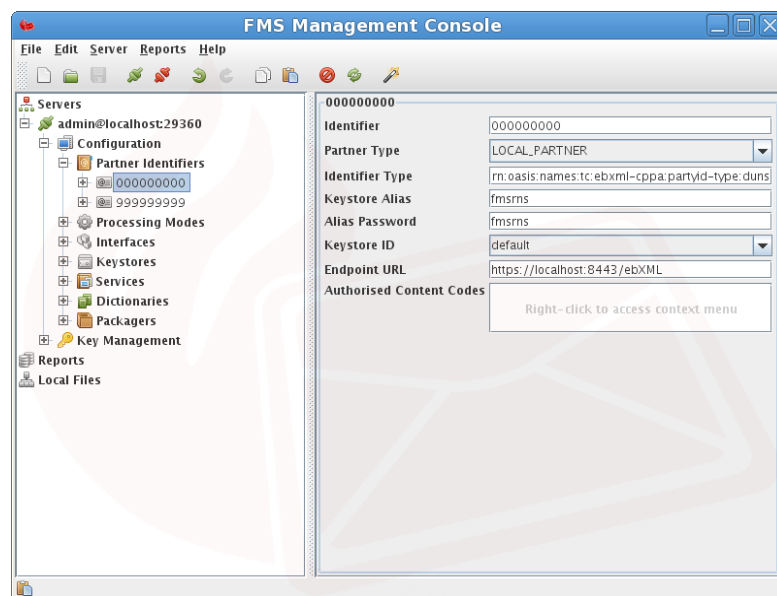 FMS Management Console
File Edit Server Reports Help
Servers
admin@localhost:29360
Configuration
Partner Identifiers
000000000
999999999
Processing Modes
Interfaces
Keystores
Services
Dictionaries
Packagers
Key Management
Reports
Local Files
000000000
Identifier 000000000
Partner Type LOCAL_PARTNER
Identifier Type rn:oasis:names:tc:ebxml-cppa:partyid-type:duns
Keystore Alias fmsrns
Alias Password fmsrns
Keystore ID default
Endpoint URL https://localhost:8443/ebXML
Authorised Content Codes
Right-click to access context menu